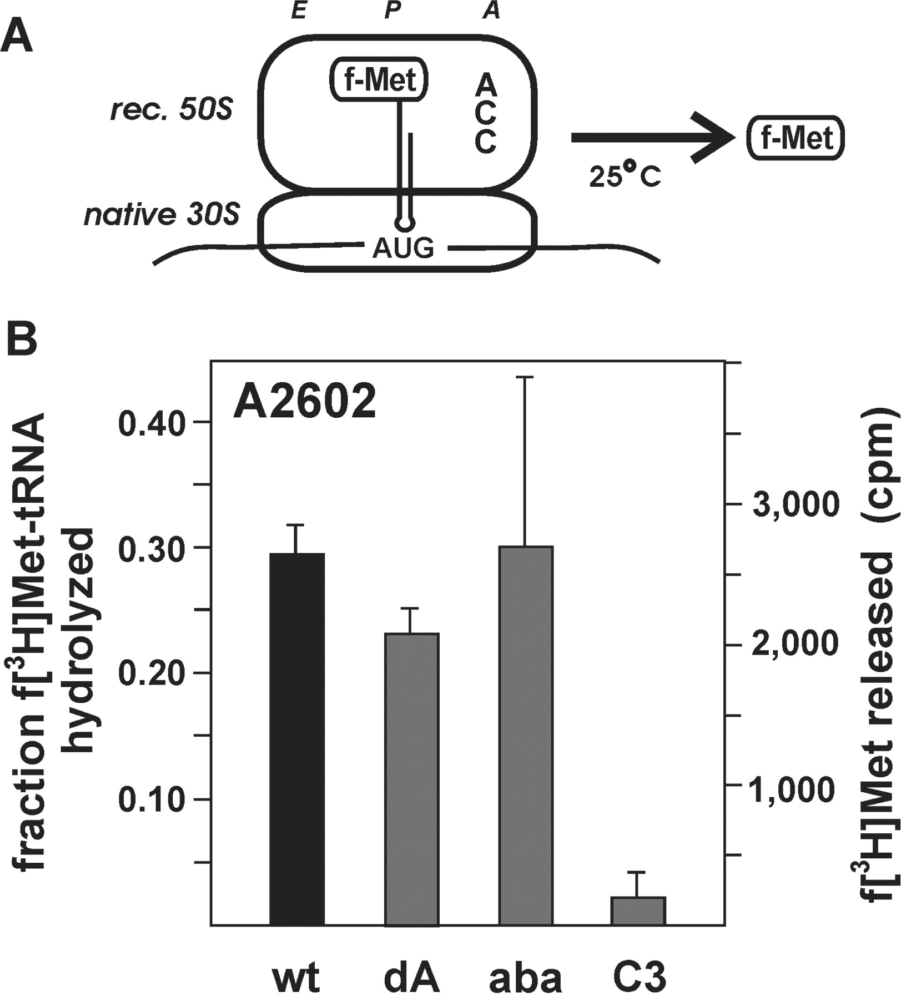 A
E P A
f-Met
A
C
C
rec. 50S
f-Met
25°C
native 30S
AUG
B
A2602
fraction f[³H]Met-tRNA
hydrolyzed
0.40
0.30
0.20
0.10
3,000
2,000
1,000
f[³H]Met released (cpm)
wt dA aba C3